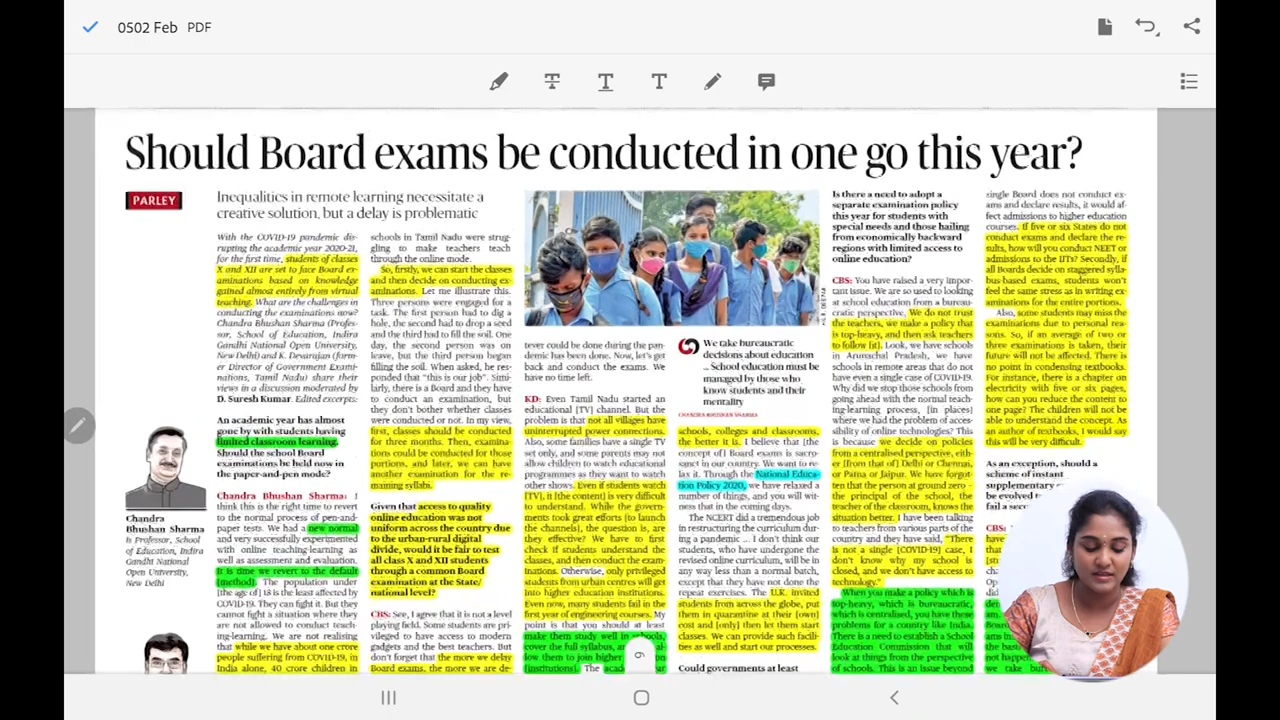 0502 Feb PDF
Should Board exams be conducted in one go this year?
PARLEY
Inequalities in remote learning necessitate a
creative solution, but a delay is problematic
With the COVID-19 pandemic dis-
rupting the academic year 2020-21,
for the first time, students of classes
X and XII are set to face Board ex-
aminations based on knowledge
gained almost entirely from virtual
teaching. What are the challenges in
conducting the examinations now?
Chandra Bhushan Sharma (Profes-
sor, School of Education, Indira
Gandhi National Open University,
New Delhi) and K. Devarajan (form-
er Director of Government Exami-
nations, Tamil Nadu) share their
views in a discussion moderated by
D. Suresh Kumar. Edited excerpts:
An academic year has almost
gone by with students having
limited classroom learning.
Should the school Board
examinations be held now in
the paper-and-pen mode?
Chandra Bhushan Sharma: I
think this is the right time to revert
to the normal process of pen-and-
paper tests. We had a new normal
and very successfully experimented
with online teaching-learning as
well as assessment and evaluation.
It is time we revert to the default
[method]. The population under
[the age of] 18 is the least affected by
COVID-19. They can fight it. But they
cannot fight a situation where they
are not allowed to conduct teach-
ing-learning. We are not realising
that while we have about one crore
people suffering from COVID-19, in
India alone, 40 crore children in
Chandra
Bhushan Sharma
is Professor, School
of Education, Indira
Gandhi National
Open University,
New Delhi
schools in Tamil Nadu were strug-
gling to make teachers teach
through the online mode.
So, firstly, we can start the classes
and then decide on conducting ex-
aminations. Let me illustrate this.
Three persons were engaged for a
task. The first person had to dig a
hole, the second had to drop a seed
and the third had to fill the soil. One
day, the second person was on
leave, but the third person began
filling the soil. When asked, he res-
ponded that "this is our job". Simi-
larly, there is a Board and they have
to conduct an examination, but
they don't bother whether classes
were conducted or not. In my view,
first, classes should be conducted
for three months. Then, examina-
tions could be conducted for those
portions, and later, we can have
another examination for the re-
maining syllabi.
Given that access to quality
online education was not
uniform across the country due
to the urban-rural digital
divide, would it be fair to test
all class X and XII students
through a common Board
examination at the State/
national level?
CBS: See, I agree that it is not a level
playing field. Some students are pri-
vileged to have access to modern
gadgets and the best teachers. But
don't forget that the more we delay
Board exams, the more we are de-
tever could be done during the pan-
demic has been done. Now, let's get
back and conduct the exams. We
have no time left.
KD: Even Tamil Nadu started an
educational [TV] channel. But the
problem is that not all villages have
uninterrupted power connections.
Also, some families have a single TV
set only, and some parents may not
allow children to watch educational
programmes as they want to watch
other shows. Even if students watch
[TV], it [the content] is very difficult
to understand. While the govern-
ments took great efforts [to launch
the channels], the question is, are
they effective? We have to first
check if students understand the
classes, and then conduct the exam-
inations. Otherwise, only privileged
students from urban centres will get
into higher education institutions.
Even now, many students fail in the
first year of engineering courses. My
point is that you should at least
make them study well in schools,
cover the full syllabus, and
low them to join higher
[institutions]. The
6
We take bureaucratic
decisions about education
... School education must be
managed by those who
know students and their
mentality
CHANDRA BHUSHAN SHARMA
schools, colleges and classrooms,
the better it is. I believe that [the
concept of] Board exams is sacro-
sanct in our country. We want to re-
lax it. Through the National Educa-
tion Policy 2020, we have relaxed a
number of things, and you will wit-
ness that in the coming days.
The NCERT did a tremendous job
in restructuring the curriculum dur-
ing a pandemic ... I don't think our
students, who have undergone the
revised online curriculum, will be in
any way less than a normal batch,
except that they have not done the
repeat exercises. The U.K. invited
students from across the globe, put
them in quarantine at their [own]
cost and [only] then let them start
classes. We can provide such facili-
ties as well and start our processes.
Could governments at least
Is there a need to adopt a
separate examination policy
this year for students with
special needs and those hailing
from economically backward
regions with limited access to
online education?
CBS: You have raised a very impor-
tant issue. We are so used to looking
at school education from a bureau-
cratic perspective. We do not trust
the teachers, we make a policy that
is top-heavy, and then ask teachers
to follow [it]. Look, we have schools
in Arunachal Pradesh, we have
schools in remote areas that do not
have even a single case of COVID-19.
Why did we stop those schools from
going ahead with the normal teach-
ing-learning process, [in places]
where we had the problem of acces-
sibility of online technologies? This
is because we decide on policies
from a centralised perspective, eith-
er [from that of] Delhi or Chennai,
or Patna or Jaipur. We have forgot-
ten that the person at ground zero –
the principal of the school, the
teacher of the classroom, knows the
situation better. I have been talking
to teachers from various parts of the
country and they have said, "There
is not a single [COVID-19] case, I
don't know why my school is
closed, and we don't have access to
technology."
When you make a policy which is
top-heavy, which is bureaucratic,
which is centralised, you have these
problems for a country like India.
There is a need to establish a School
Education Commission that will
look at things from the perspective
of schools. This is an issue beyond
single Board does not conduct ex-
ams and declare results, it would af-
fect admissions to higher education
courses. If five or six States do not
conduct exams and declare the re-
sults, how will you conduct NEET or
admissions to the IITs? Secondly, if
all Boards decide on staggered sylla-
bus-based exams, students won't
feel the same stress as in writing ex-
aminations for the entire portions.
Also, some students may miss the
examinations due to personal rea-
sons. So, if an average of two or
three examinations is taken, their
future will not be affected. There is
no point in condensing textbooks.
For instance, there is a chapter on
electricity with five or six pages,
how can you reduce the content to
one page? The children will not be
able to understand the concept. As
an author of textbooks, I would say
this will be very difficult.
As an exception, should a
scheme of instant
supplementary
be evolved
fail a
CBS: